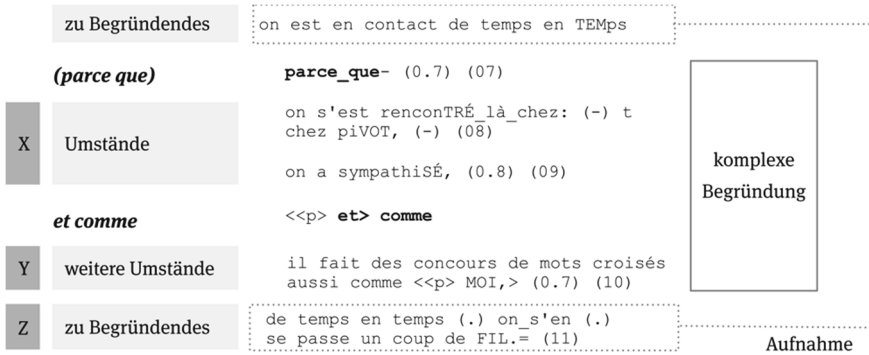 zu Begründendes on est en contact de temps en TEMps
(parce que) parce_que- (0.7) (07)
on s'est renconTRÉ_là_chez: (-) t
X Umstände chez piVOT, (-) (08)
on a sympathiSÉ, (0.8) (09)
komplexe
Begründung
et comme <<p> et> comme
Y weitere Umstände il fait des concours de mots croisés
aussi comme <<p> MOI,> (0.7) (10)
Z zu Begründendes de temps en temps (.) on_s'en (.)
se passe un coup de FIL.= (11)
Aufnahme